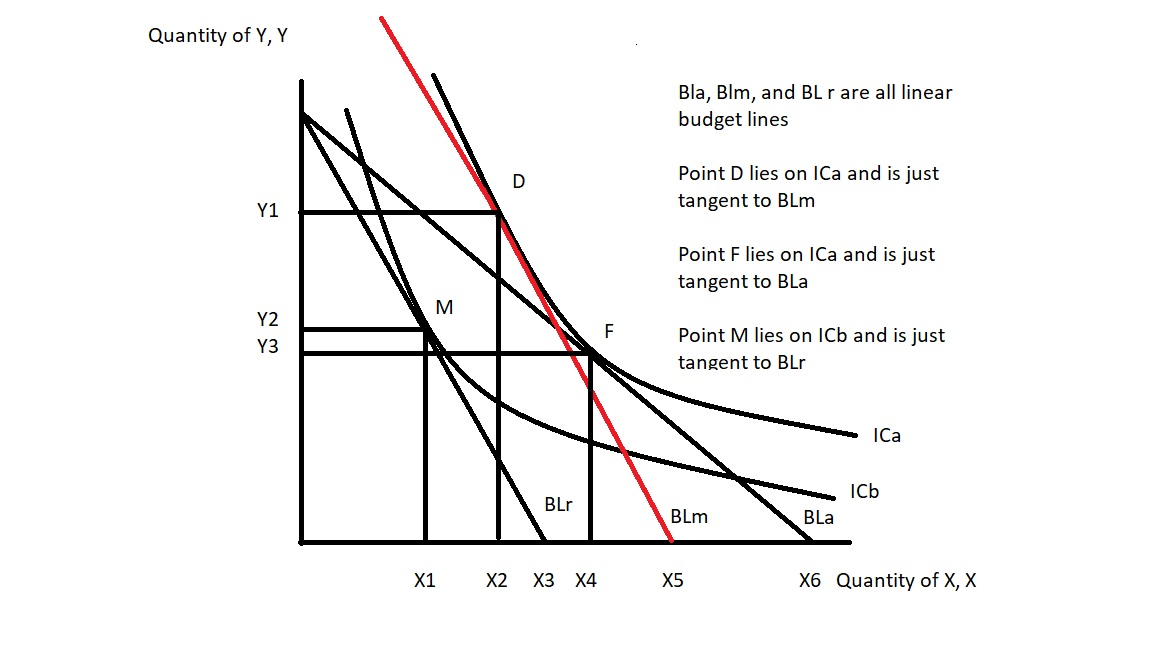 Quantity of Y, Y
Bla, Blm, and BL r are all linear
budget lines
Point D lies on ICa and is just
tangent to BLm
Point F lies on ICa and is just
tangent to BLa
Point M lies on ICb and is just
tangent to BLr
D
Y1
M
Y2
F
Y3
ICa
ICb
BLr
BLm
BLa
X1
X2
X3
X4
X5
X6
Quantity of X, X